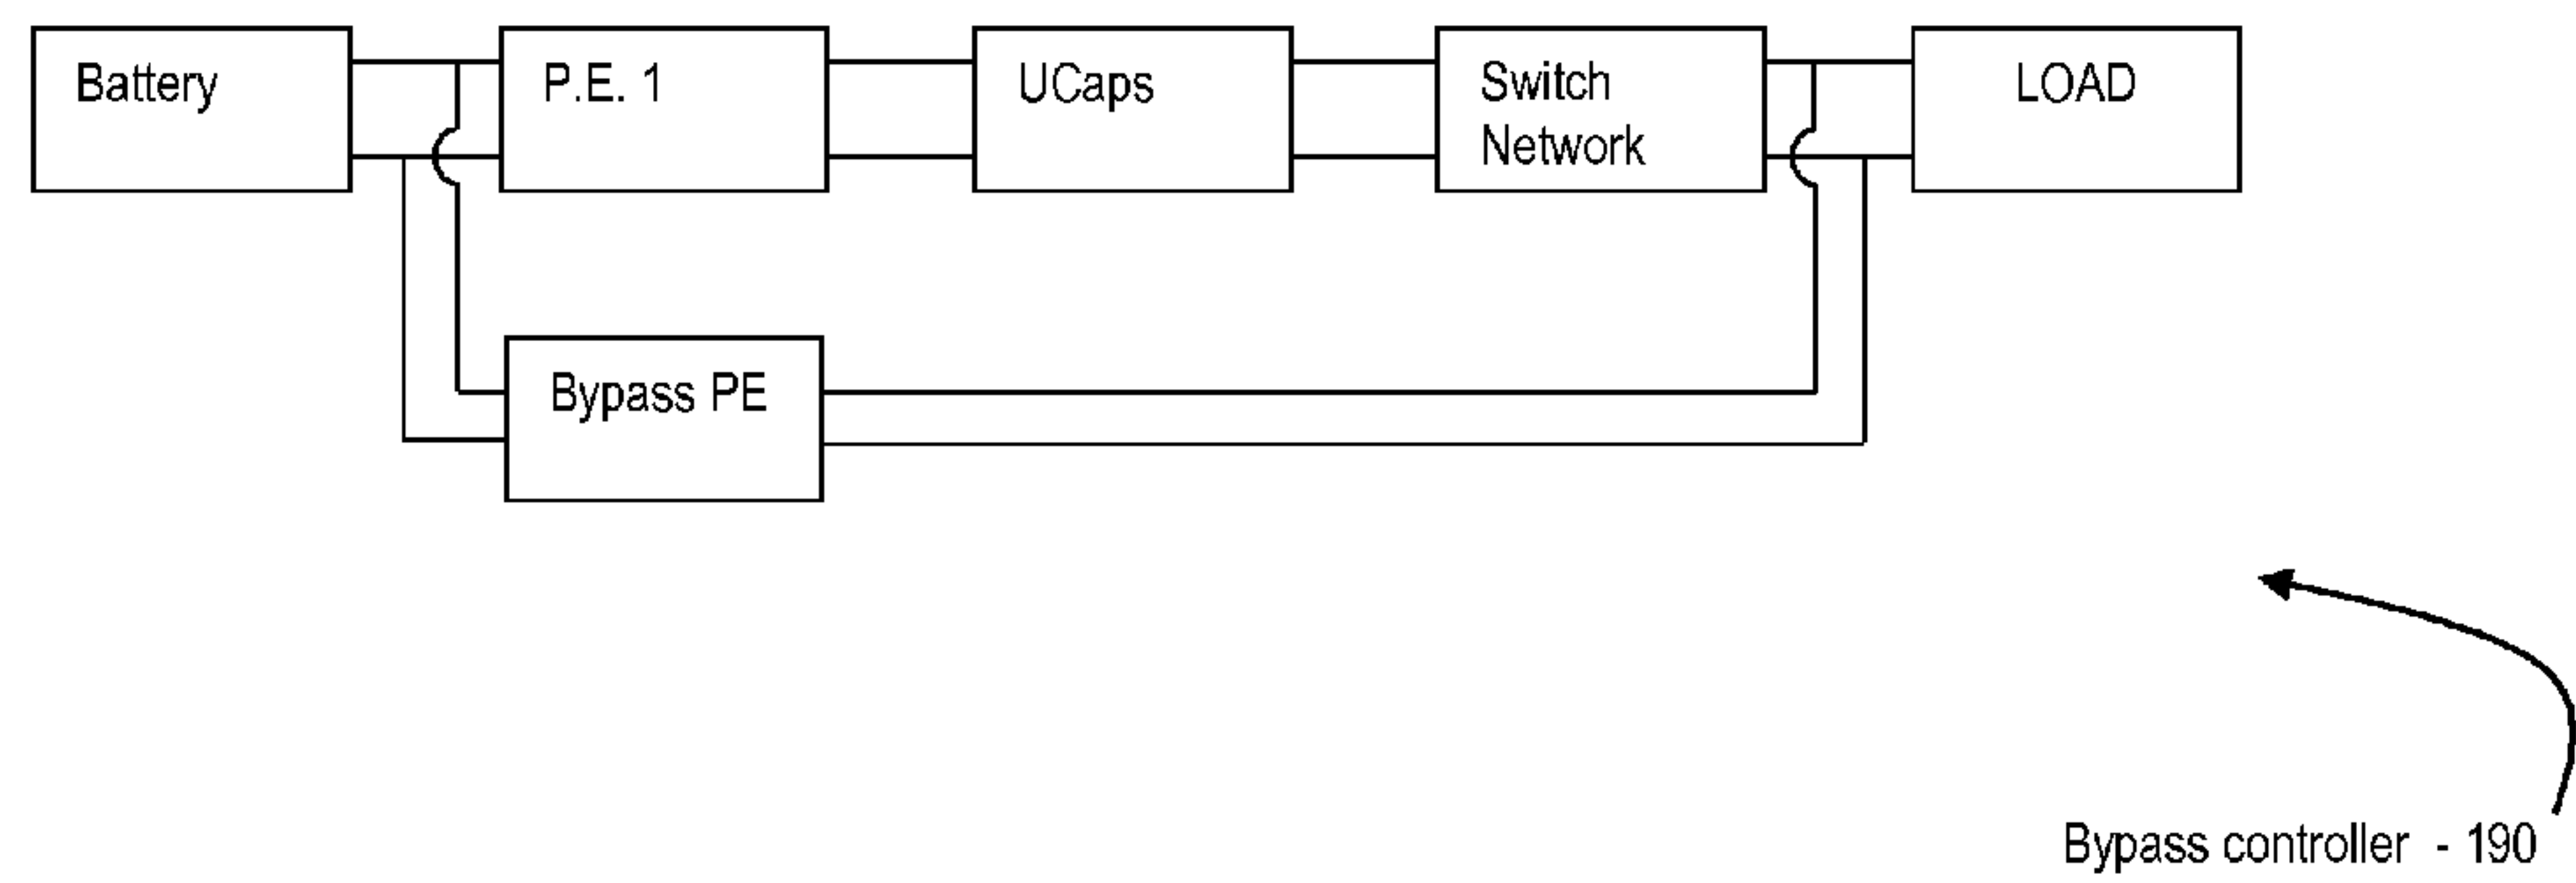 Battery
P.E. 1
UCaps
Switch
Network
LOAD
Bypass PE
Bypass controller - 190